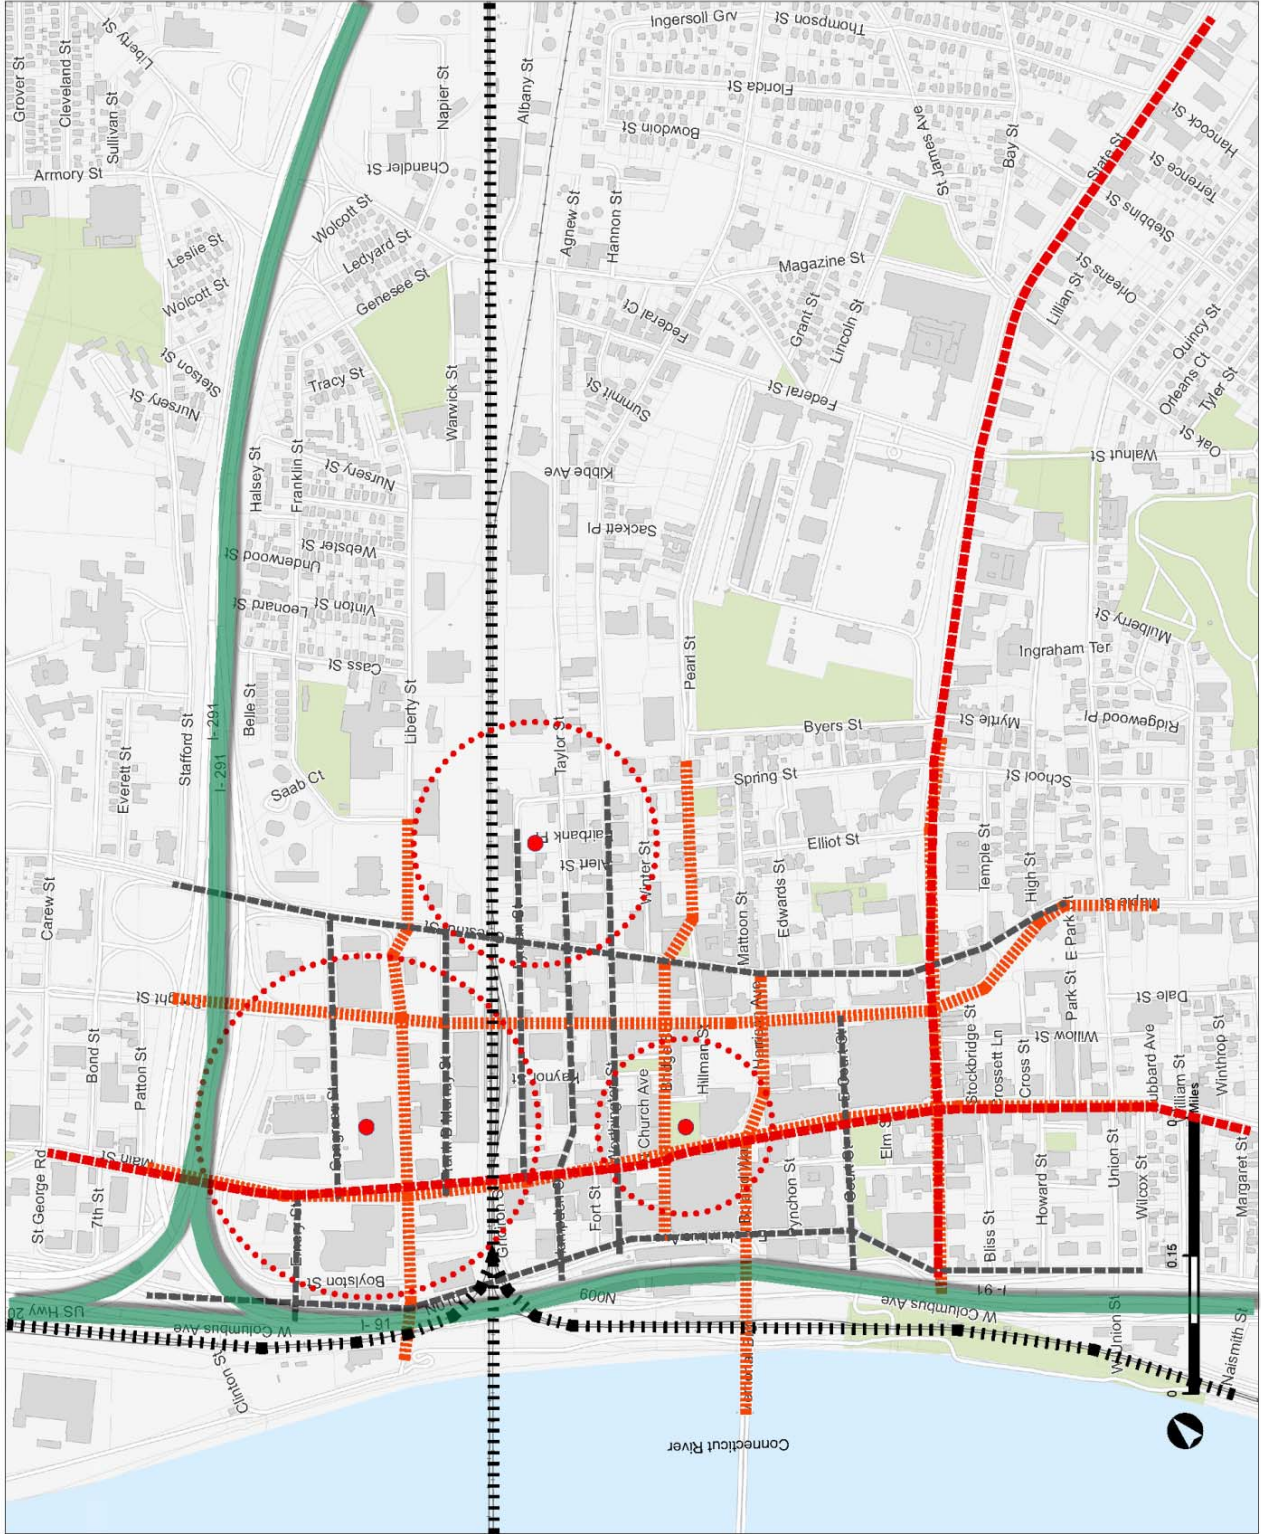 Ingersoll Grv
Thompson St
Liberty St
Grover St
Cleveland St
Sullivan St
Napier St
Albany St
Florida St
Bowdoin St
St James Ave
Bay St
State St
Hancock St
Terrence St
Stebbins St
Armory St
Chandler St
Wolcott St
Leslie St
Ledyard St
Agnew St
Hannon St
Magazine St
Orleans St
Lillian St
Wolcott St
Genesee St
Federal Ct
Grant St
Lincoln St
Quincy St
Stetson St
Nursery St
Tracy St
Warwick St
Summit St
Federal St
Orleans Ct
Tyler St
Oak St
Halsey St
Franklin St
Nursery St
Kibbe Ave
Walnut St
Webster St
Underwood St
Sackett Pl
Leonard St
Vinton St
Mulberry St
Cass St
Pearl St
Ingraham Ter
Everett St
Stafford St
I-291
I-291
Belle St
Liberty St
Taylor St
Byers St
Myrtle St
Ridgewood Pl
Saab Ct
Spring St
School St
Elliot St
Alert St
Winter St
Temple St
High St
Carew St
Mattoon St
Edwards St
E Park St
Park St
Dale St
Bond St
Patton St
Hillman St
Stockbridge St
Willow St
Cross St
Winthrop St
Church Ave
Miles
Main St
St George Rd
7th St
Fort St
Union St
Wilcox St
Howard St
Margaret St
Bliss St
Boylston St
0.15
I-91
US Hwy 20
W Columbus Ave
I-91
W Columbus Ave
W Union St
Naismith St
Clinton St
0
Connecticut River